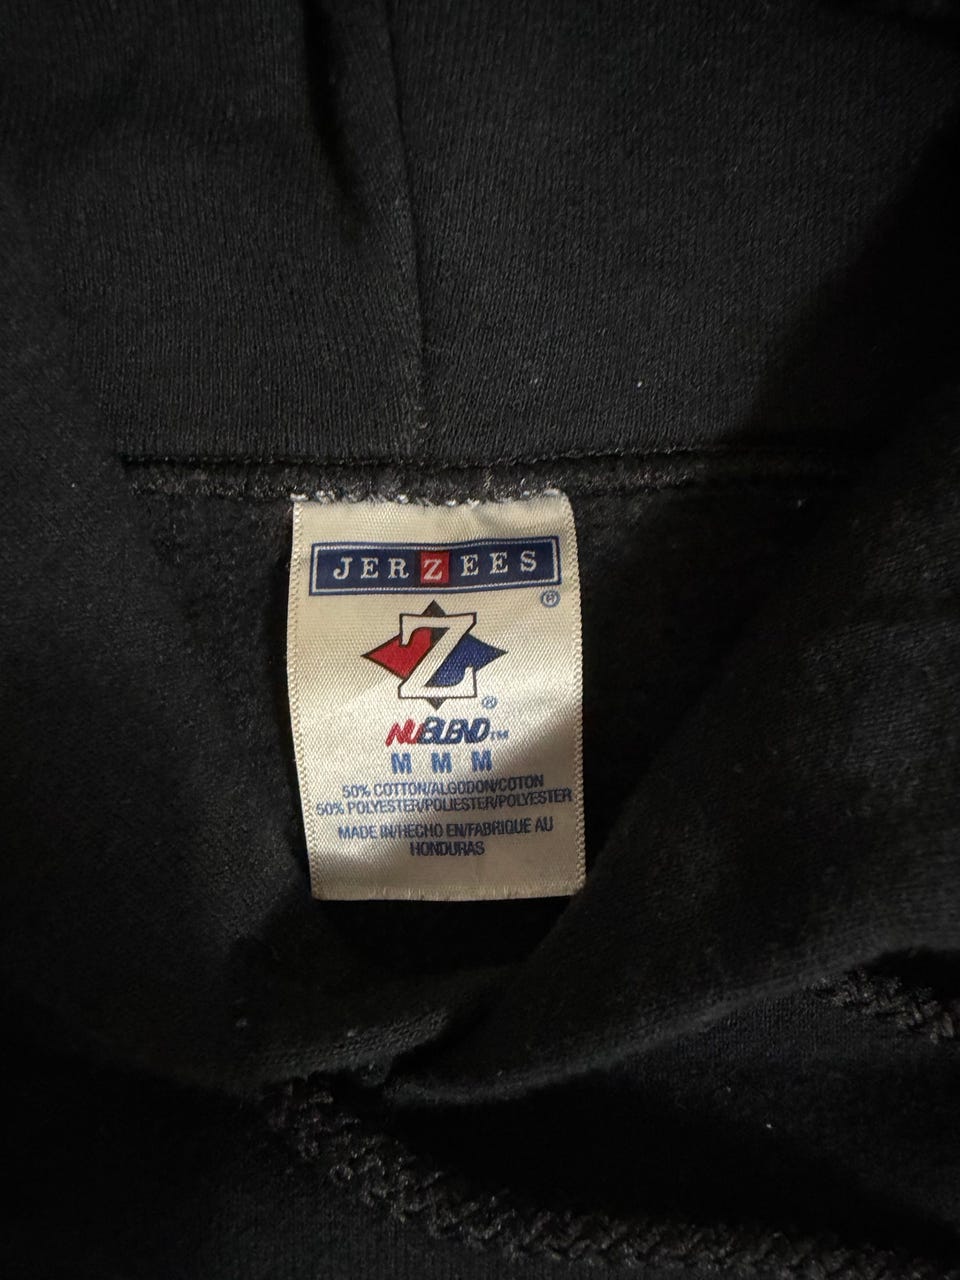 JERZEES
®
Z
®
NUBLEND™
M M M
50% COTTON/ALGODON/COTON
50% POLYESTER/POLIESTER/POLYESTER
MADE IN/HECHO EN/FABRIQUE AU
HONDURAS